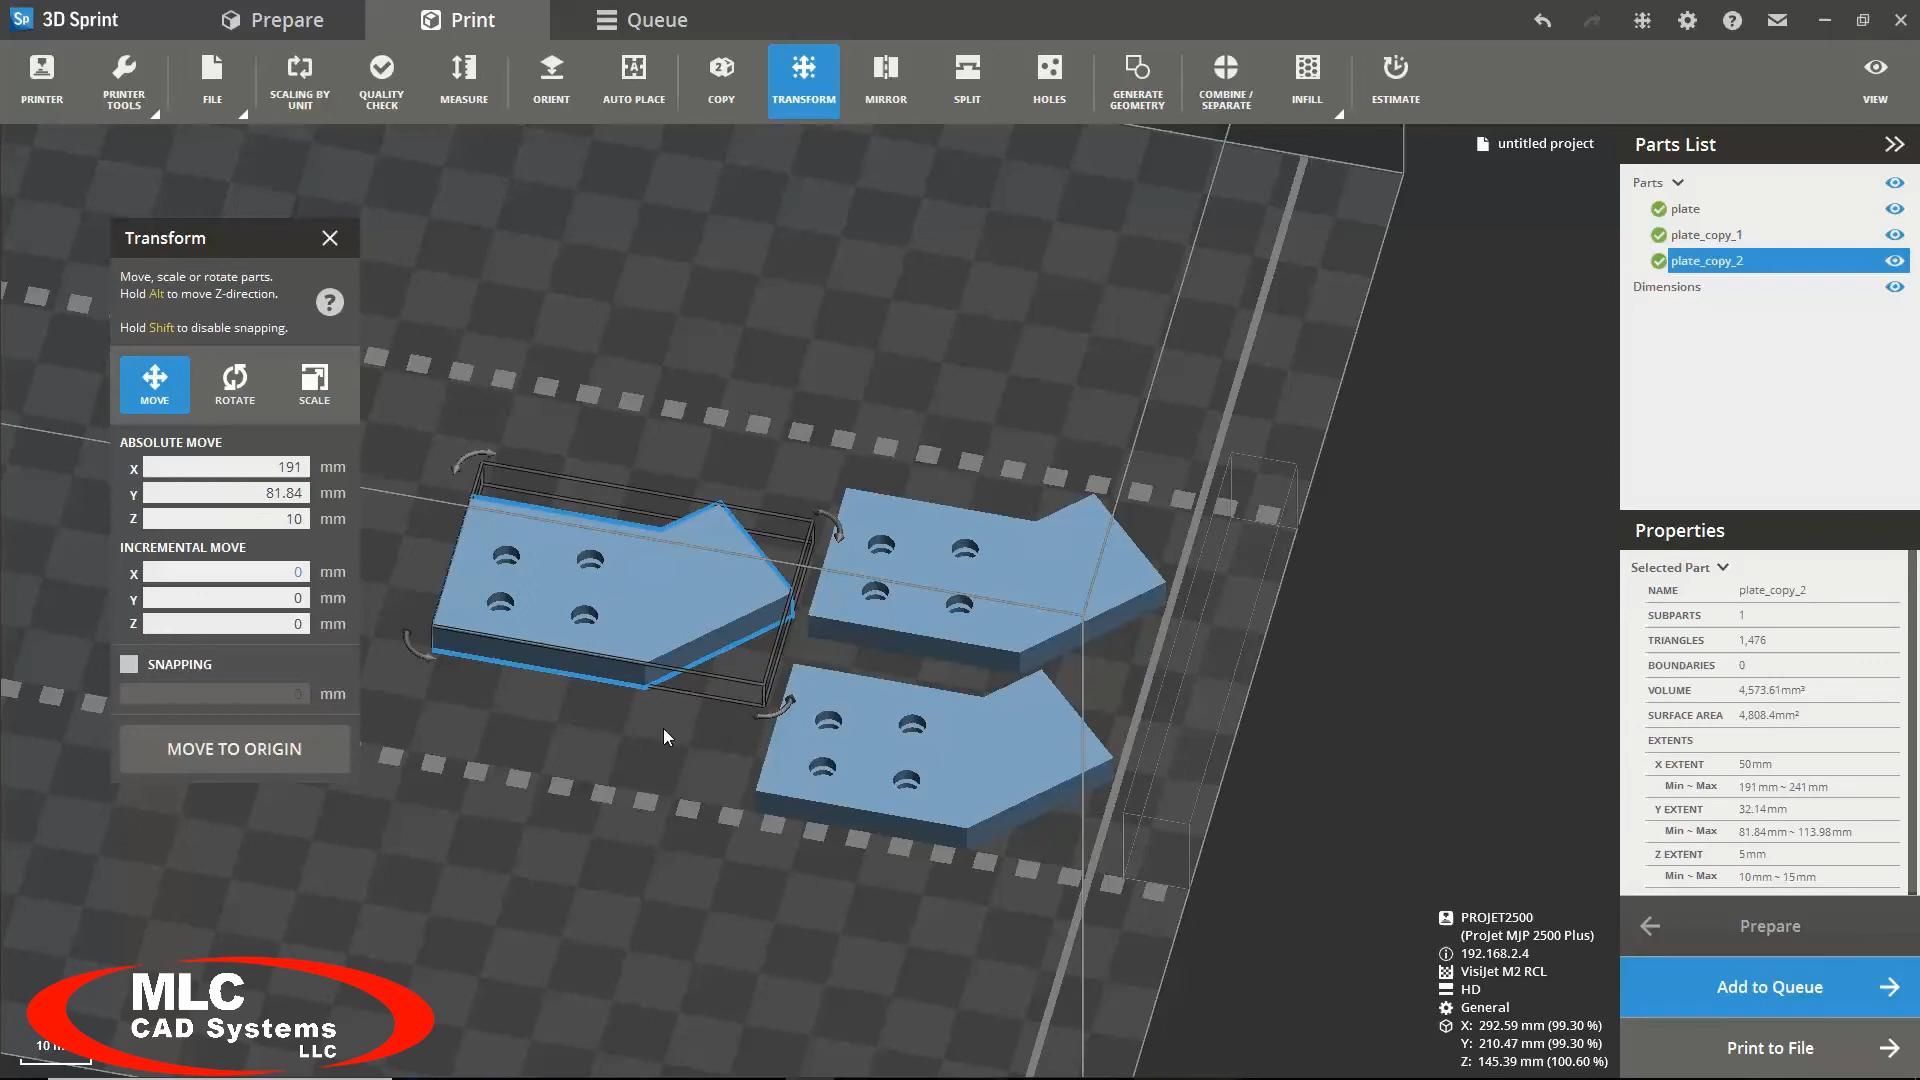 Sp 3D Sprint
Prepare
Print
Queue
PRINTER
PRINTER TOOLS
FILE
SCALING BY UNIT
QUALITY CHECK
MEASURE
ORIENT
AUTO PLACE
COPY
TRANSFORM
MIRROR
SPLIT
HOLES
GENERATE GEOMETRY
COMBINE / SEPARATE
INFILL
ESTIMATE
VIEW
untitled project
Transform
Move, scale or rotate parts.
Hold Alt to move Z-direction.
Hold Shift to disable snapping.
MOVE
ROTATE
SCALE
ABSOLUTE MOVE
X 191 mm
Y 81.84 mm
Z 10 mm
INCREMENTAL MOVE
X 0 mm
Y 0 mm
Z 0 mm
SNAPPING
0 mm
MOVE TO ORIGIN
Parts List
Parts
plate
plate_copy_1
plate_copy_2
Dimensions
Properties
Selected Part
NAME plate_copy_2
SUBPARTS 1
TRIANGLES 1,476
BOUNDARIES 0
VOLUME 4,573.61mm³
SURFACE AREA 4,808.4mm²
EXTENTS
X EXTENT 50mm
Min ~ Max 191mm ~ 241mm
Y EXTENT 32.14mm
Min ~ Max 81.84mm ~ 113.98mm
Z EXTENT 5mm
Min ~ Max 10mm ~ 15mm
PROJET2500
(ProJet MJP 2500 Plus)
192.168.2.4
VisiJet M2 RCL
HD
General
X: 292.59 mm (99.30 %)
Y: 210.47 mm (99.30 %)
Z: 145.39 mm (100.60 %)
Prepare
Add to Queue
Print to File
MLC
CAD Systems
LLC
10